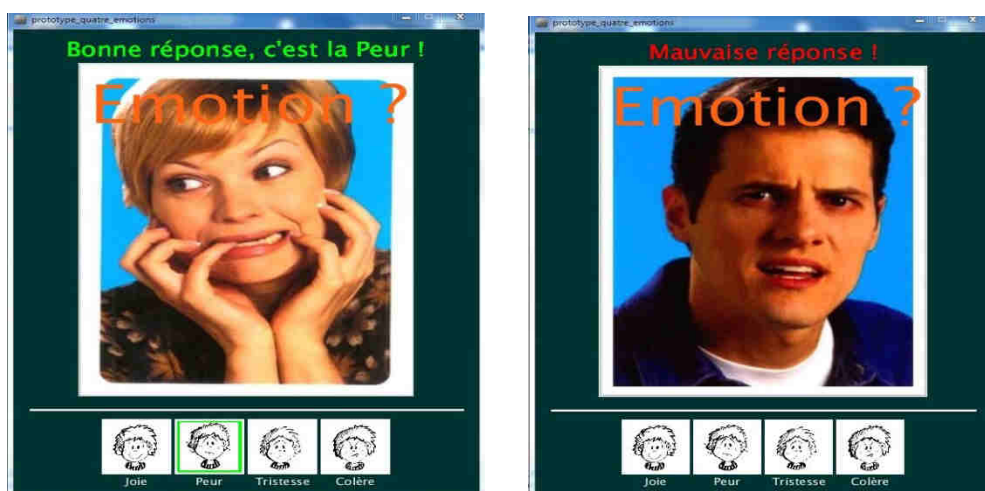 prototype_quatre_emotions
Bonne réponse, c'est la Peur !
Emotion ?
Joie Peur Tristesse Colère
prototype_quatre_emotions
Mauvaise réponse !
Emotion ?
Joie Peur Tristesse Colère